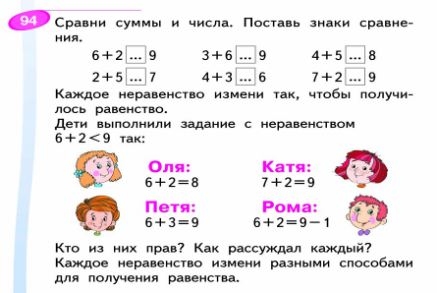 94 Сравни суммы и числа. Поставь знаки сравне-
ния.
6+2 ... 9 3+6 ... 9 4+5 ... 8
2+5 ... 7 4+3 ... 6 7+2 ... 9
Каждое неравенство измени так, чтобы получи-
лось равенство.
Дети выполнили задание с неравенством
6+2<9 так:
Оля: Катя:
6+2=8 7+2=9
Петя: Рома:
6+3=9 6+2=9−1
Кто из них прав? Как рассуждал каждый?
Каждое неравенство измени разными способами
для получения равенства.